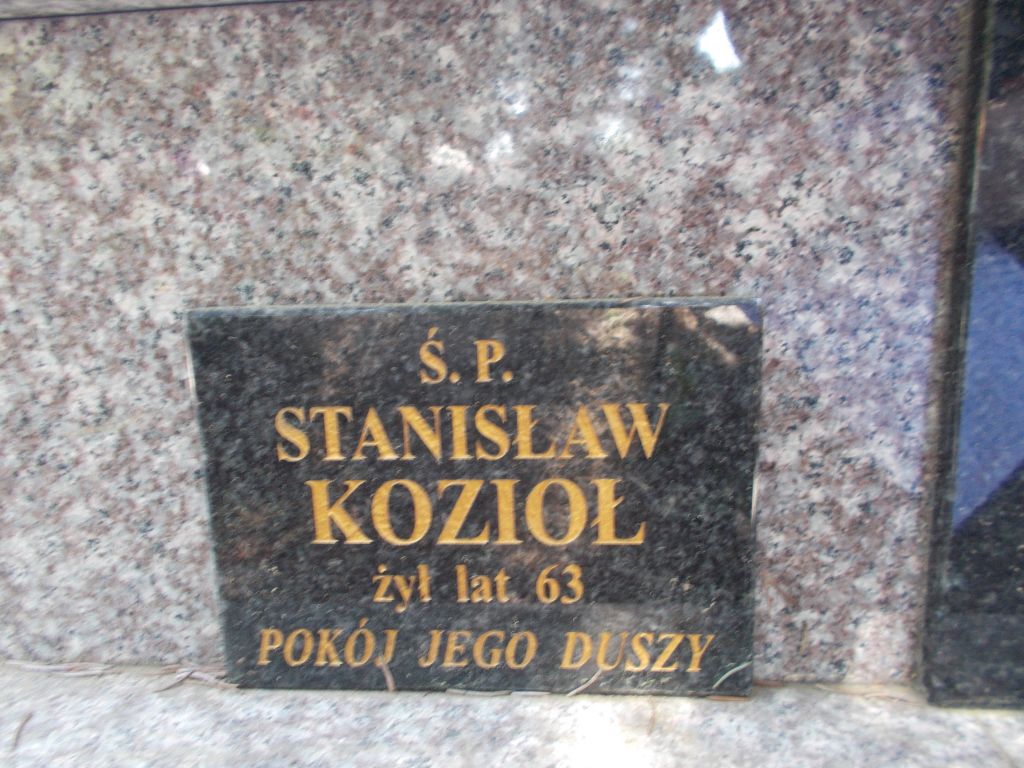 Ś. P.
STANISŁAW
KOZIOŁ
żył lat 63
POKÓJ JEGO DUSZY